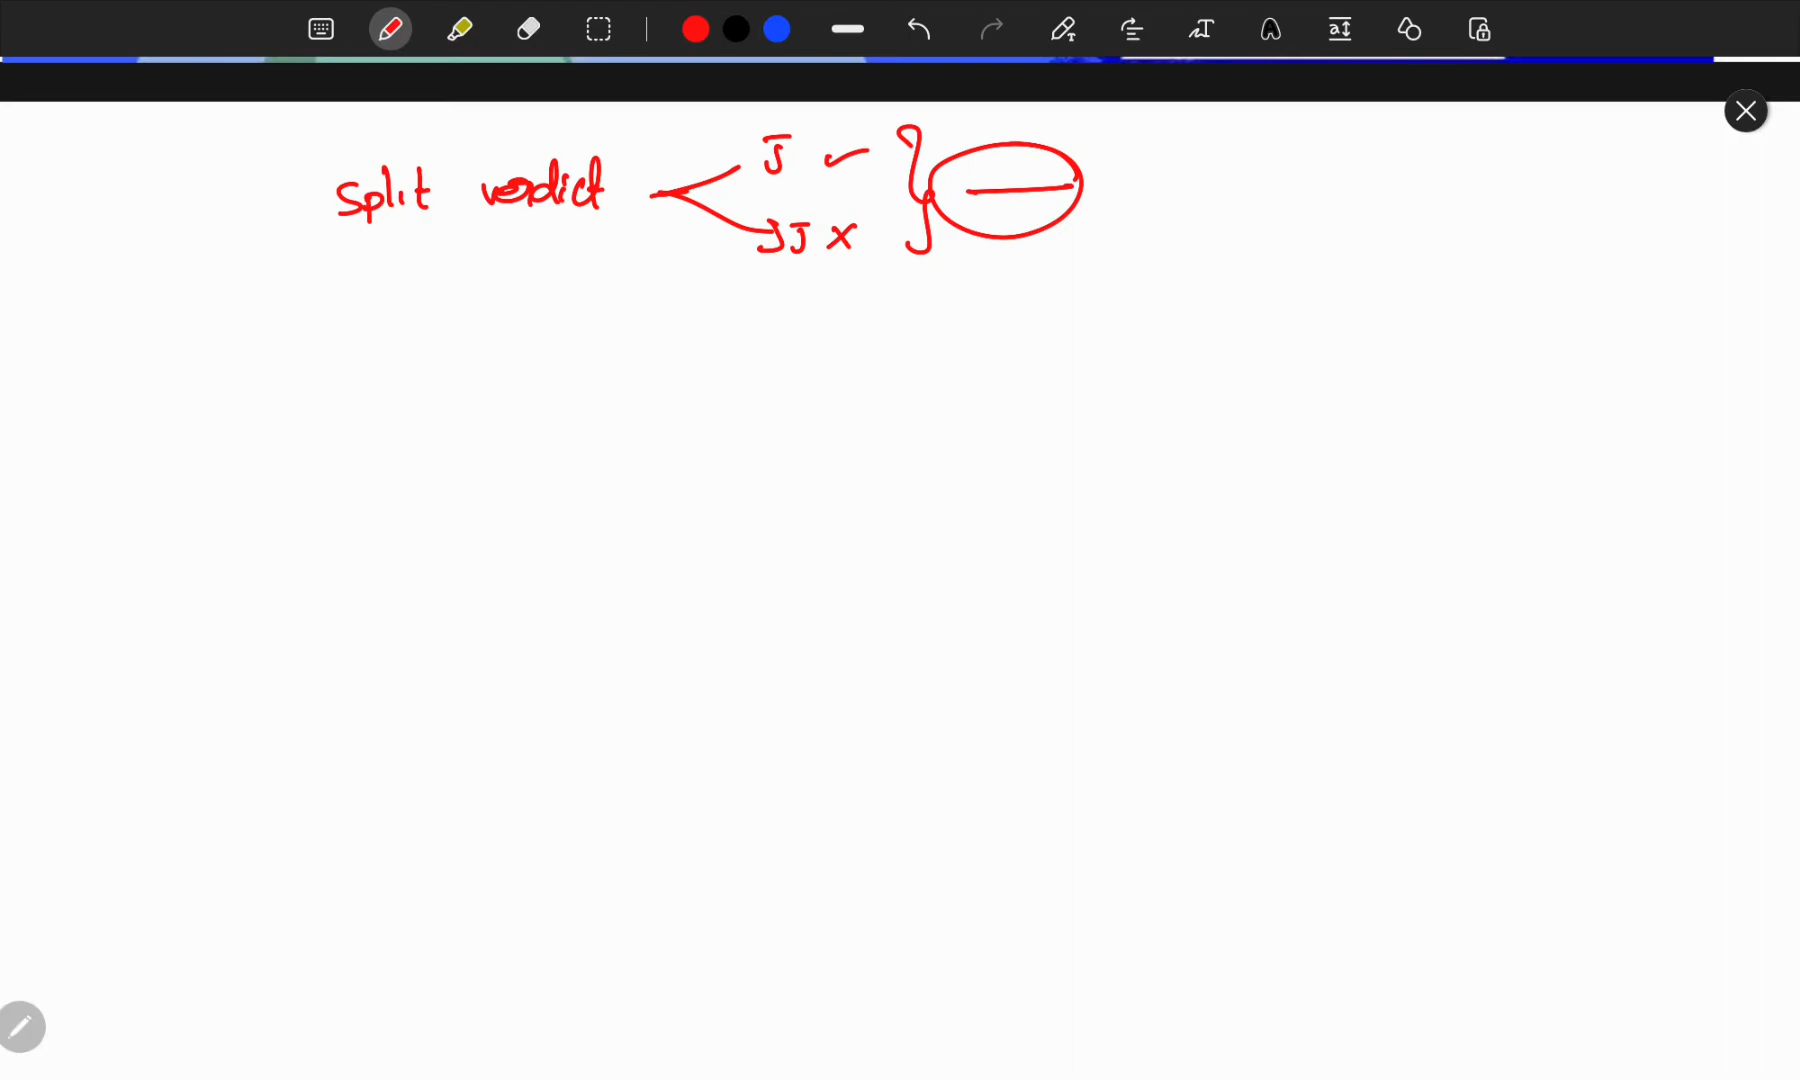 split verdict
J ✓
JJ ×